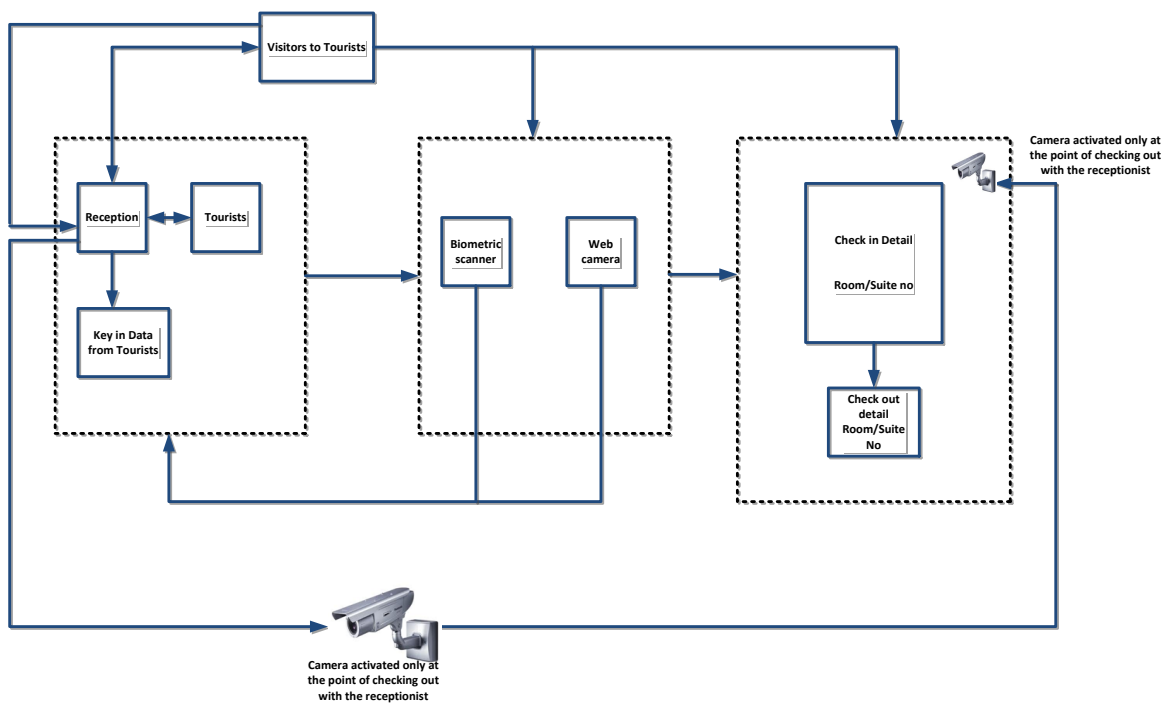 Visitors to Tourists
Camera activated only at
the point of checking out
with the receptionist
Reception
Tourists
Key in Data
from Tourists
Biometric
scanner
Web
camera
Check in Detail
Room/Suite no
Check out
detail
Room/Suite
No
Camera activated only at
the point of checking out
with the receptionist